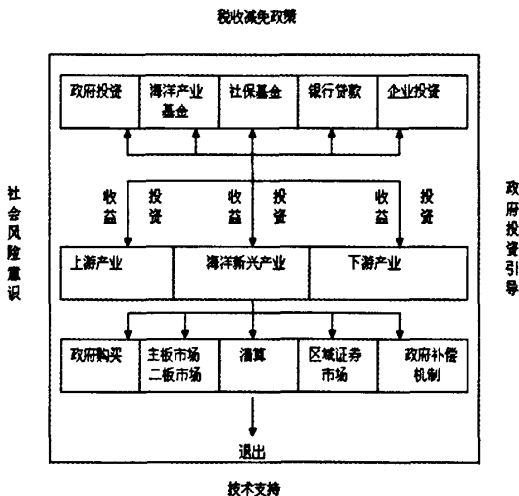 税收减免政策
政府投资 海洋产业 社保基金 银行贷款 企业投资
基金
社会风险意识
收益 投资 收益 投资 收益 投资
政府投资引导
上游产业 海洋新兴产业 下游产业
政府购买 主板市场 清算 区域证券 政府补偿
二板市场 市场 机制
退出
技术支持